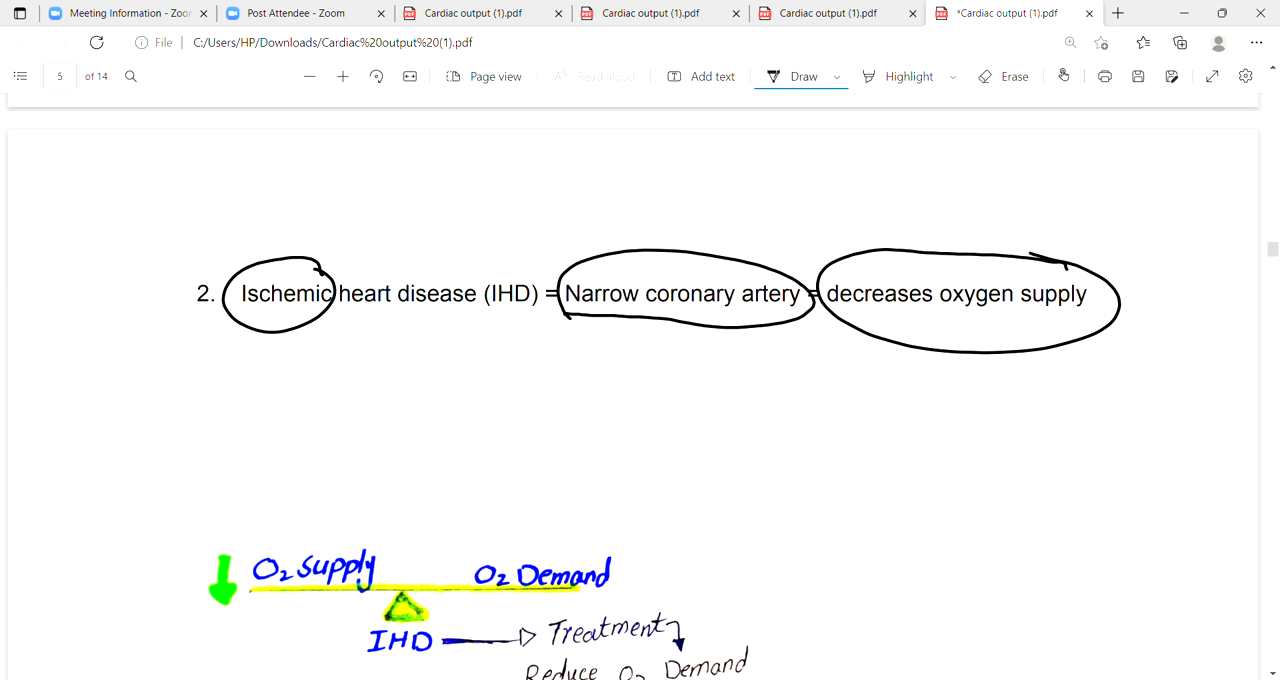 Meeting Information - Zoor
Post Attendee - Zoom
Cardiac output (1).pdf
Cardiac output (1).pdf
Cardiac output (1).pdf
*Cardiac output (1).pdf
File | C:/Users/HP/Downloads/Cardiac%20output%20(1).pdf
5 of 14
Page view
Read aloud
Add text
Draw
Highlight
Erase
2. Ischemic heart disease (IHD) = Narrow coronary artery = decreases oxygen supply
O2 supply O2 Demand
IHD Treatment
Reduce O2 Demand